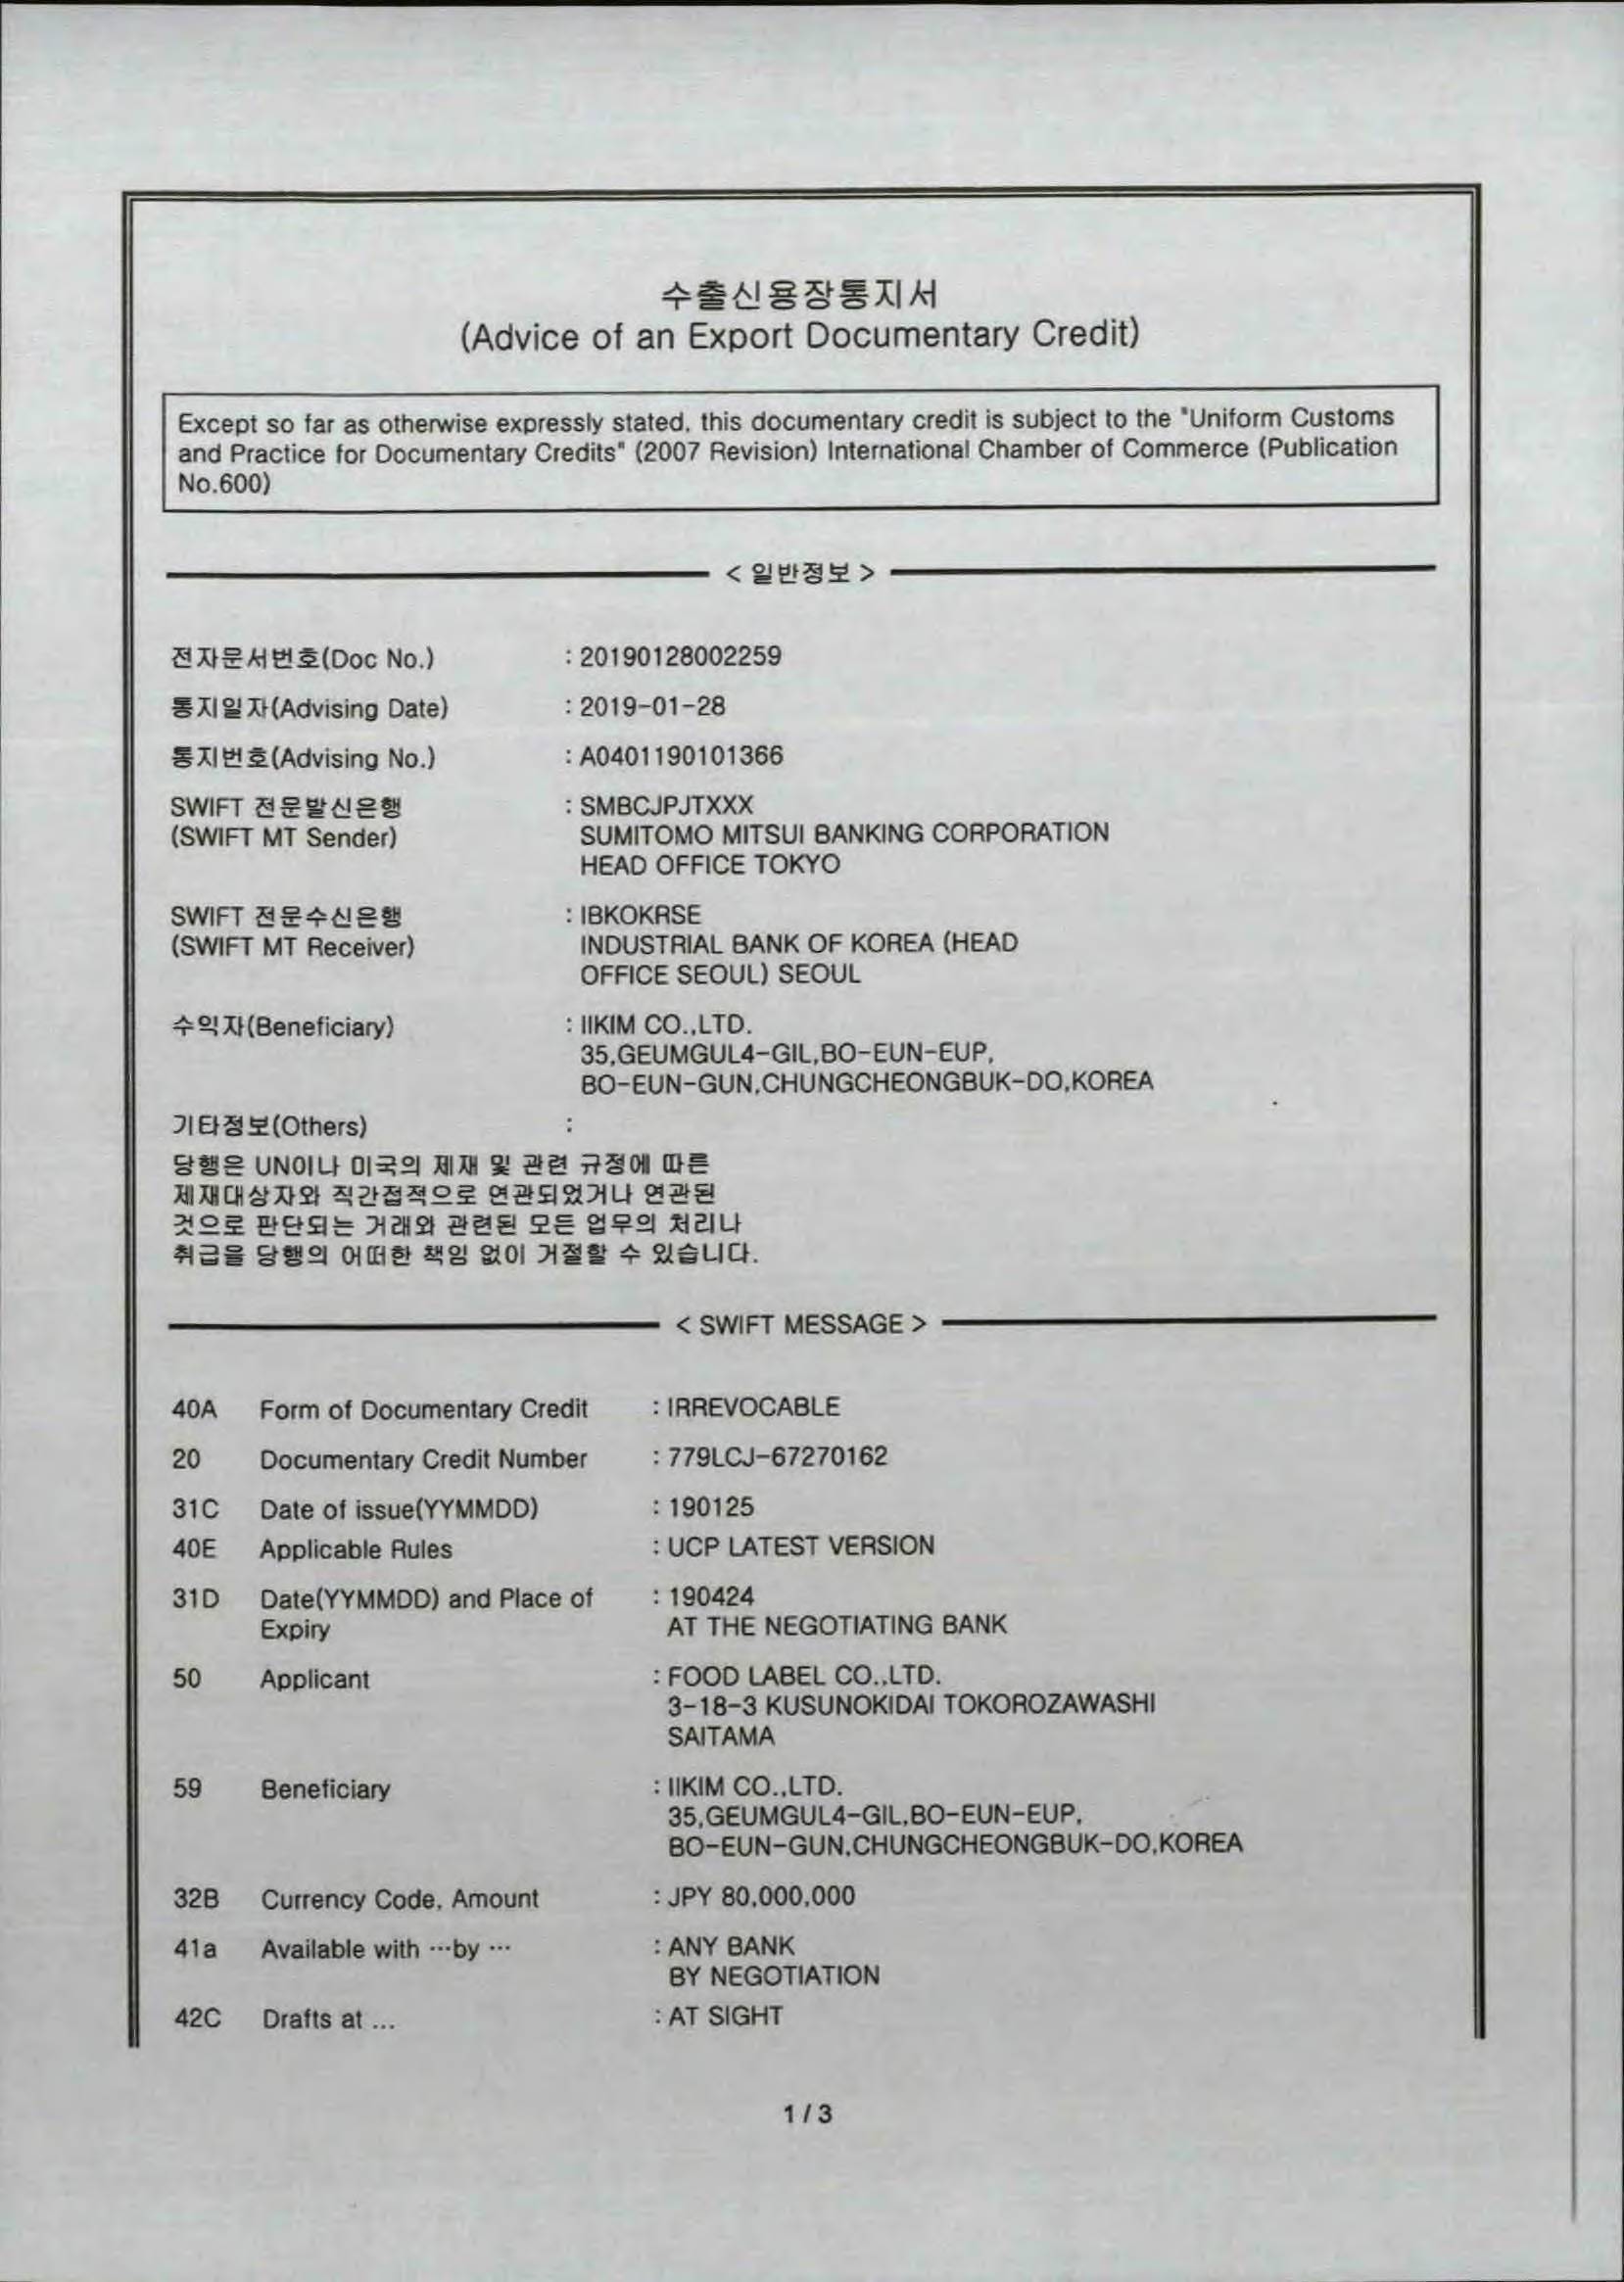 수출신용장통지서
(Advice of an Export Documentary Credit)
Except so far as otherwise expressly stated, this documentary credit is subject to the "Uniform Customs
and Practice for Documentary Credits" (2007 Revision) International Chamber of Commerce (Publication
No.600)
< 일반정보 >
전자문서번호(Doc No.) : 20190128002259
통지일자(Advising Date) : 2019-01-28
통지번호(Advising No.) : A0401190101366
SWIFT 전문발신은행 : SMBCJPJTXXX
(SWIFT MT Sender) SUMITOMO MITSUI BANKING CORPORATION
HEAD OFFICE TOKYO
SWIFT 전문수신은행 : IBKOKRSE
(SWIFT MT Receiver) INDUSTRIAL BANK OF KOREA (HEAD
OFFICE SEOUL) SEOUL
수익자(Beneficiary) : IIKIM CO.,LTD.
35,GEUMGUL4-GIL,BO-EUN-EUP,
BO-EUN-GUN,CHUNGCHEONGBUK-DO,KOREA
기타정보(Others) :
당행은 UN이나 미국의 제재 및 관련 규정에 따른
제재대상자와 직간접적으로 연관되었거나 연관된
것으로 판단되는 거래와 관련된 모든 업무의 처리나
취급을 당행의 어떠한 책임 없이 거절할 수 있습니다.
< SWIFT MESSAGE >
40A Form of Documentary Credit : IRREVOCABLE
20 Documentary Credit Number : 779LCJ-67270162
31C Date of issue(YYMMDD) : 190125
40E Applicable Rules : UCP LATEST VERSION
31D Date(YYMMDD) and Place of : 190424
Expiry AT THE NEGOTIATING BANK
50 Applicant : FOOD LABEL CO.,LTD.
3-18-3 KUSUNOKIDAI TOKOROZAWASHI
SAITAMA
59 Beneficiary : IIKIM CO.,LTD.
35,GEUMGUL4-GIL,BO-EUN-EUP,
BO-EUN-GUN,CHUNGCHEONGBUK-DO,KOREA
32B Currency Code, Amount : JPY 80,000,000
41a Available with ···by ··· : ANY BANK
BY NEGOTIATION
42C Drafts at ... : AT SIGHT
1 / 3